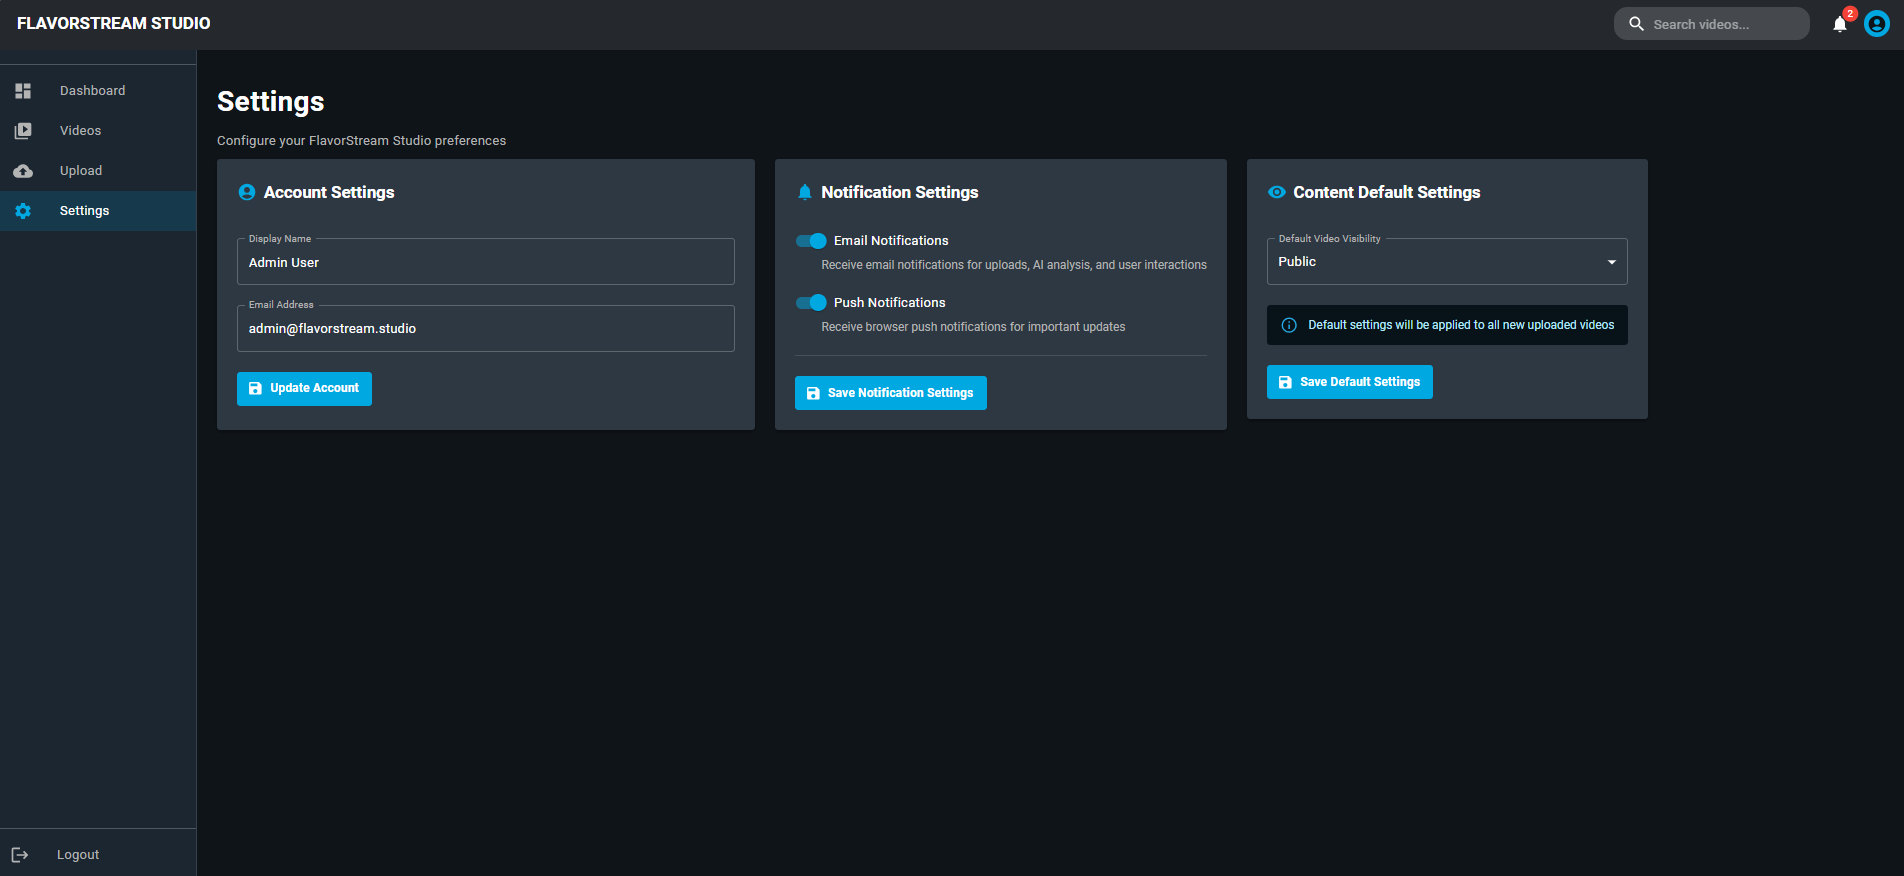 FLAVORSTREAM STUDIO
Search videos...
2
Dashboard
Videos
Upload
Settings
Logout
Settings
Configure your FlavorStream Studio preferences
Account Settings
Display Name
Admin User
Email Address
admin@flavorstream.studio
Update Account
Notification Settings
Email Notifications
Receive email notifications for uploads, AI analysis, and user interactions
Push Notifications
Receive browser push notifications for important updates
Save Notification Settings
Content Default Settings
Default Video Visibility
Public
Default settings will be applied to all new uploaded videos
Save Default Settings